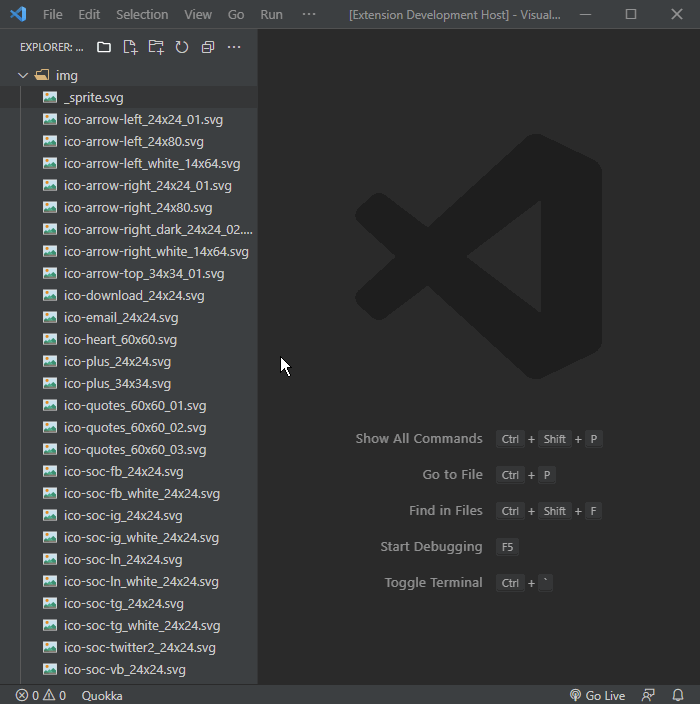 File Edit Selection View Go Run ··· [Extension Development Host] - Visual...
EXPLORER: ...
img
_sprite.svg
ico-arrow-left_24x24_01.svg
ico-arrow-left_24x80.svg
ico-arrow-left_white_14x64.svg
ico-arrow-right_24x24_01.svg
ico-arrow-right_24x80.svg
ico-arrow-right_dark_24x24_02....
ico-arrow-right_white_14x64.svg
ico-arrow-top_34x34_01.svg
ico-download_24x24.svg
ico-email_24x24.svg
ico-heart_60x60.svg
ico-plus_24x24.svg
ico-plus_34x34.svg
ico-quotes_60x60_01.svg
ico-quotes_60x60_02.svg
ico-quotes_60x60_03.svg
ico-soc-fb_24x24.svg
ico-soc-fb_white_24x24.svg
ico-soc-ig_24x24.svg
ico-soc-ig_white_24x24.svg
ico-soc-ln_24x24.svg
ico-soc-ln_white_24x24.svg
ico-soc-tg_24x24.svg
ico-soc-tg_white_24x24.svg
ico-soc-twitter2_24x24.svg
ico-soc-vb_24x24.svg
Show All Commands Ctrl + Shift + P
Go to File Ctrl + P
Find in Files Ctrl + Shift + F
Start Debugging F5
Toggle Terminal Ctrl + `
0 0 Quokka Go Live